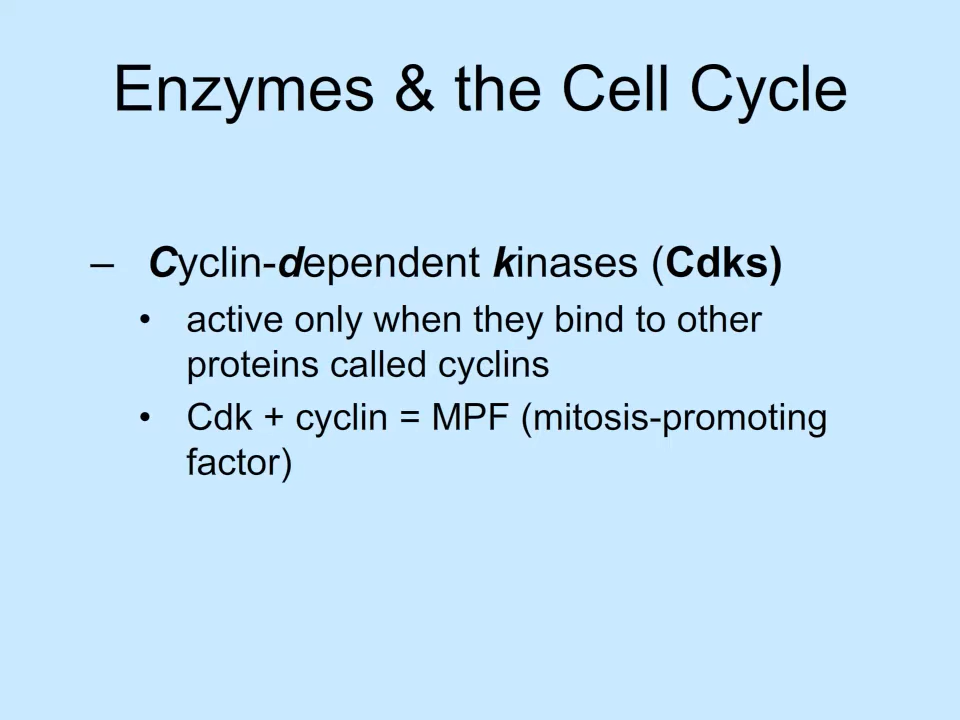 Enzymes & the Cell Cycle
– Cyclin-dependent kinases (Cdks)
• active only when they bind to other
proteins called cyclins
• Cdk + cyclin = MPF (mitosis-promoting
factor)